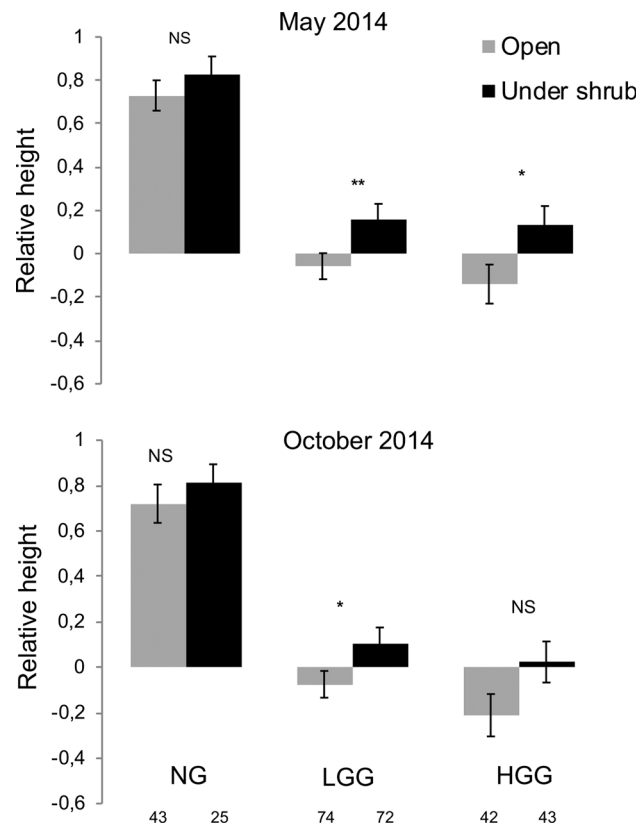 May 2014
Open
Under shrub
Relative height
1
0,8
0,6
0,4
0,2
0
-0,2
-0,4
-0,6
NS
**
*
October 2014
Relative height
1
0,8
0,6
0,4
0,2
0
-0,2
-0,4
-0,6
NS
*
NS
NG LGG HGG
43 25 74 72 42 43